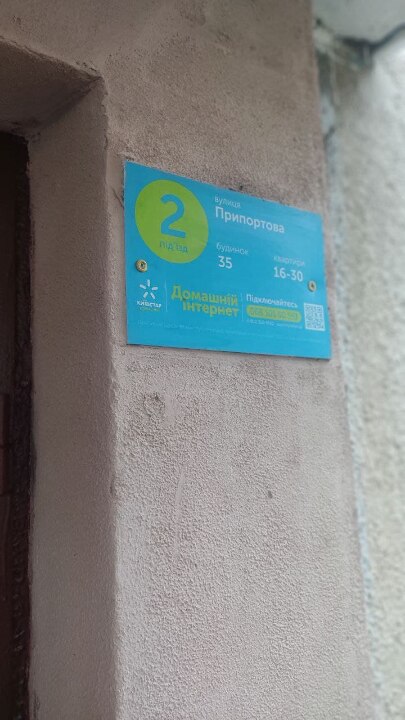 2
під'їзд
вулиця
Припортова
будинок
35
квартири
16-30
КИЇВСТАР
Домашній
інтернет
Підключайтесь